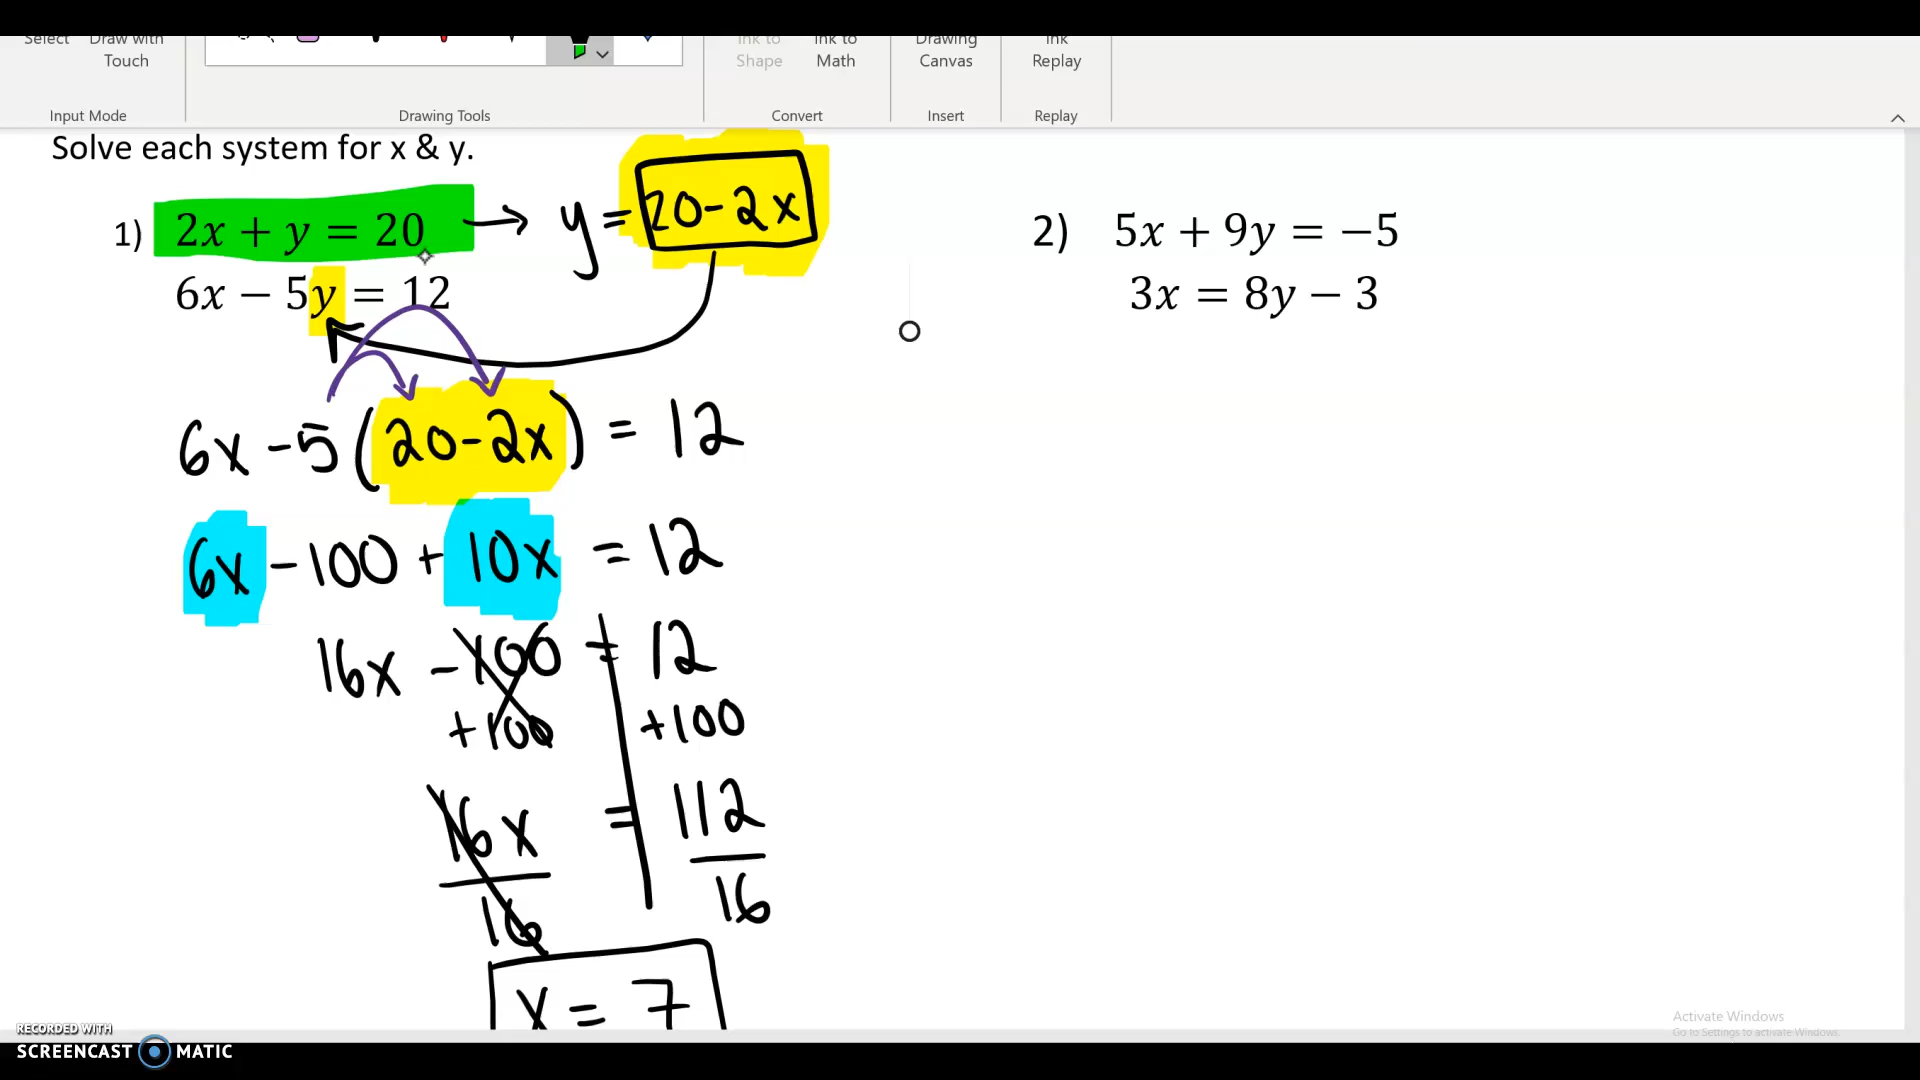 Select
Draw with
Touch
Ink to
Shape
Ink to
Math
Drawing
Canvas
Ink
Replay
Input Mode
Drawing Tools
Convert
Insert
Replay
Solve each system for x & y.
1) 2x + y = 20 → y = 20-2x
6x − 5y = 12
6x -5(20-2x) = 12
6x -100 + 10x = 12
16x -100 = 12
+100 +100
16x = 112
16 16
x = 7
2) 5x + 9y = −5
3x = 8y − 3
Activate Windows
Go to Settings to activate Windows.
RECORDED WITH
SCREENCAST MATIC